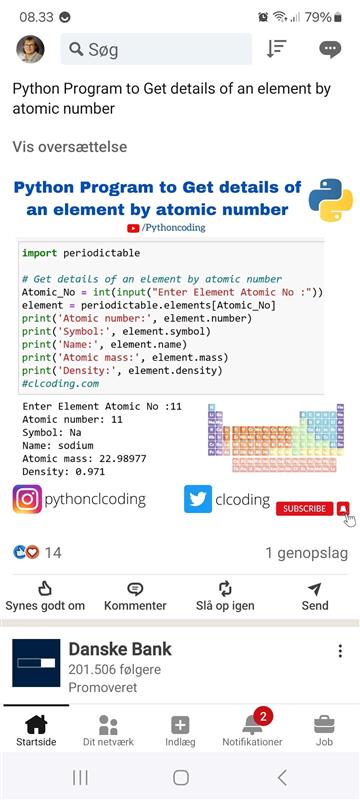 08.33
79%
Søg
Python Program to Get details of an element by
atomic number
Vis oversættelse
Python Program to Get details of
an element by atomic number
/Pythoncoding
import periodictable
# Get details of an element by atomic number
Atomic_No = int(input("Enter Element Atomic No :"))
element = periodictable.elements[Atomic_No]
print('Atomic number:', element.number)
print('Symbol:', element.symbol)
print('Name:', element.name)
print('Atomic mass:', element.mass)
print('Density:', element.density)
#clcoding.com
Enter Element Atomic No :11
Atomic number: 11
Symbol: Na
Name: sodium
Atomic mass: 22.98977
Density: 0.971
pythonclcoding
clcoding
SUBSCRIBE
14
1 genopslag
Synes godt om
Kommenter
Slå op igen
Send
Danske Bank
201.506 følgere
Promoveret
2
Startside
Dit netværk
Indlæg
Notifikationer
Job